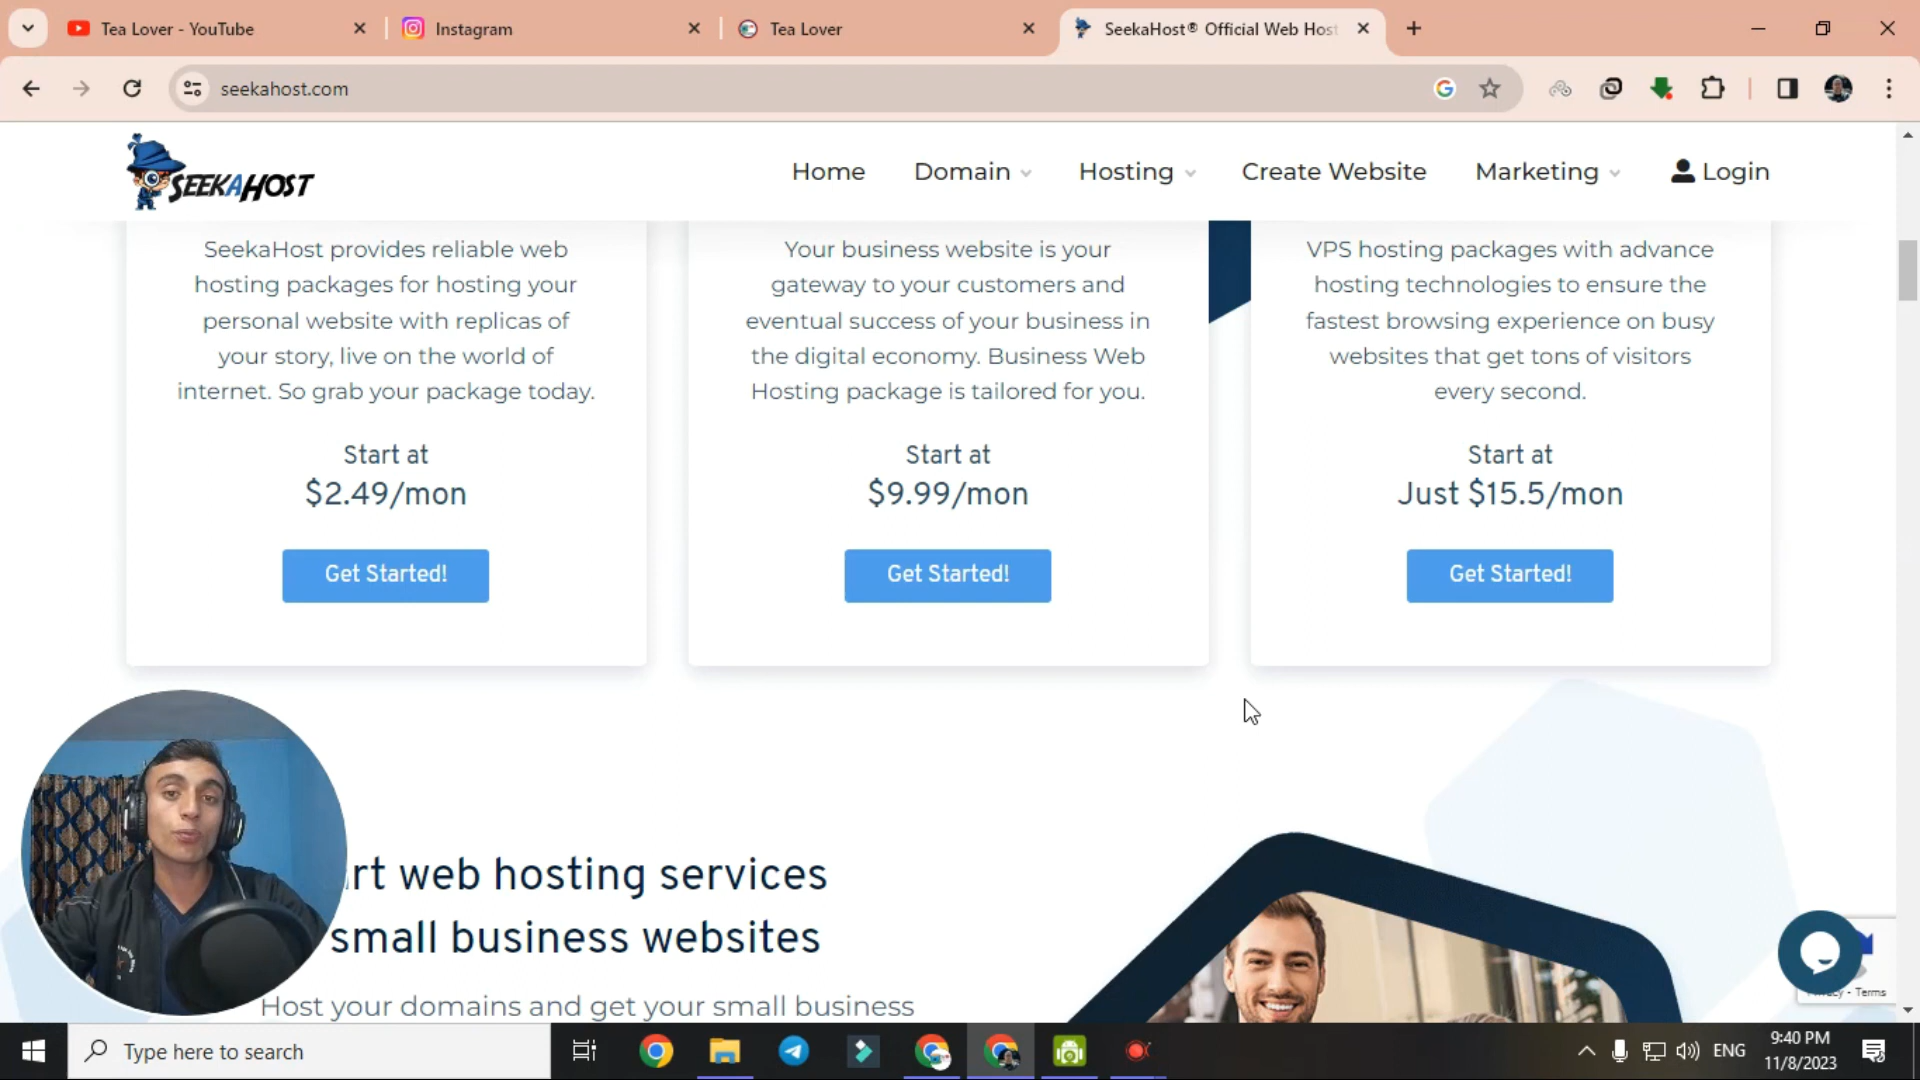 Tea Lover - YouTube
Instagram
Tea Lover
SeekaHost® Official Web Host
seekahost.com
SEEKAHOST
Home
Domain
Hosting
Create Website
Marketing
Login
SeekaHost provides reliable web
hosting packages for hosting your
personal website with replicas of
your story, live on the world of
internet. So grab your package today.
Start at
$2.49/mon
Get Started!
Your business website is your
gateway to your customers and
eventual success of your business in
the digital economy. Business Web
Hosting package is tailored for you.
Start at
$9.99/mon
Get Started!
VPS hosting packages with advance
hosting technologies to ensure the
fastest browsing experience on busy
websites that get tons of visitors
every second.
Start at
Just $15.5/mon
Get Started!
rt web hosting services
small business websites
Host your domains and get your small business
- Terms
Type here to search
ENG
9:40 PM
11/8/2023